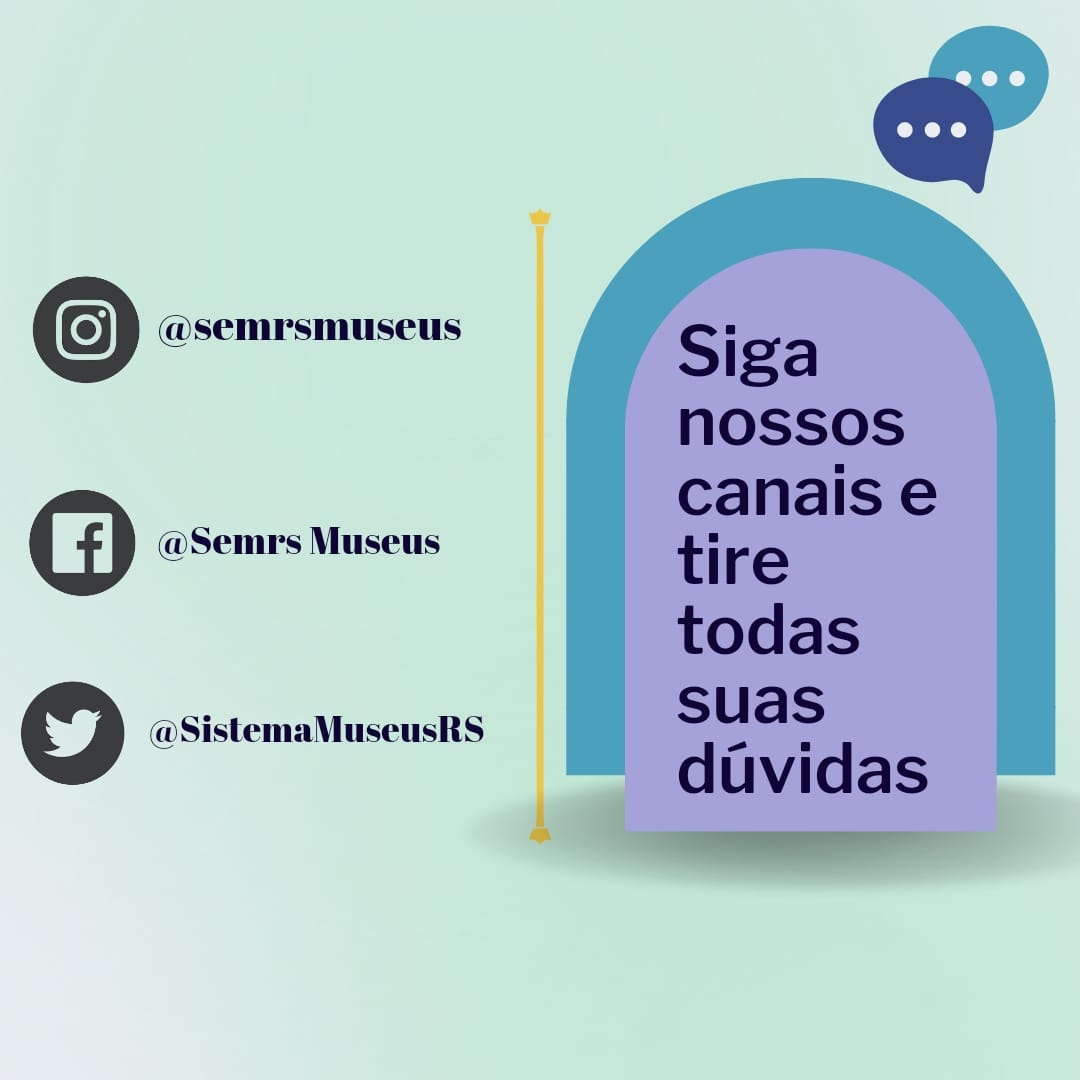 @semrsmuseus
@Semrs Museus
@SistemaMuseusRS
Siga
nossos
canais e
tire
todas
suas
dúvidas